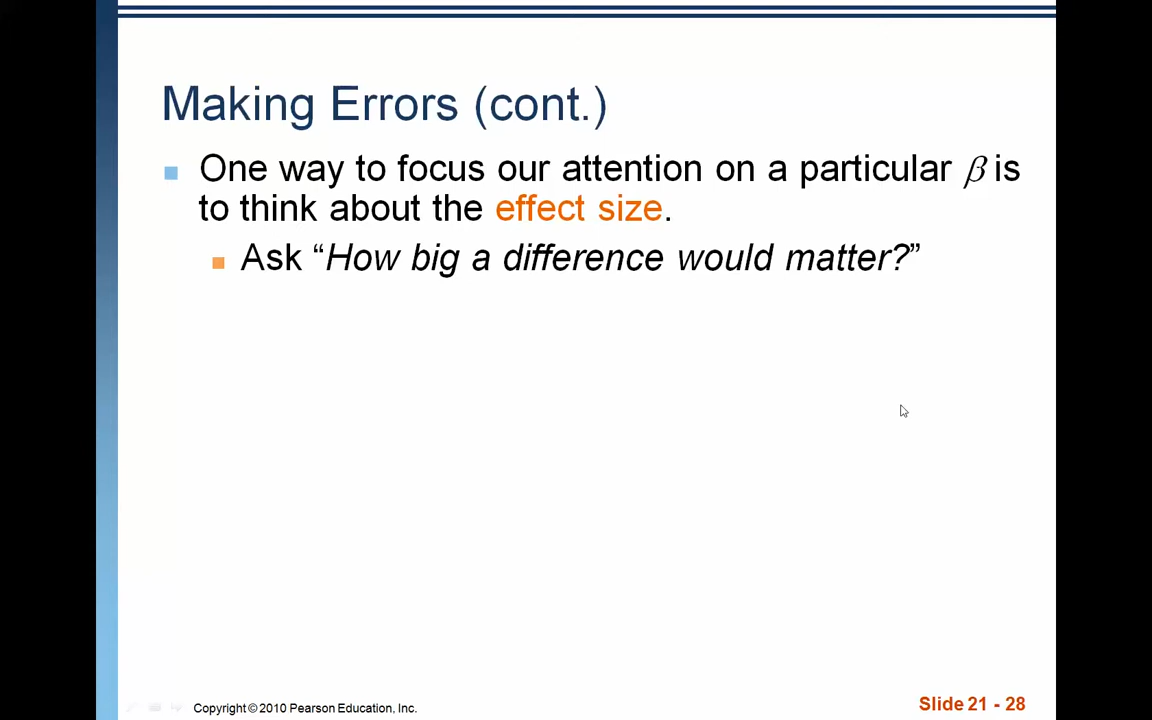 Making Errors (cont.)
One way to focus our attention on a particular β is
to think about the effect size.
Ask “How big a difference would matter?”
Copyright © 2010 Pearson Education, Inc.
Slide 21 - 28